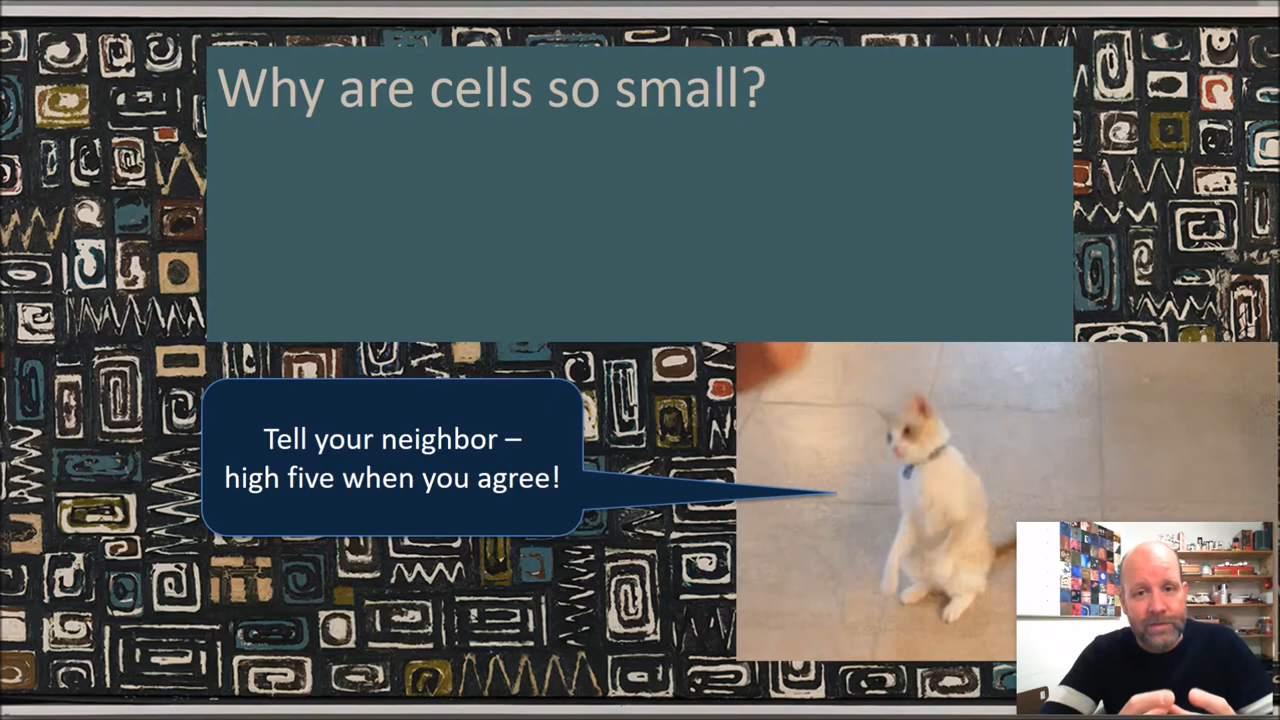 Why are cells so small?
Tell your neighbor –
high five when you agree!